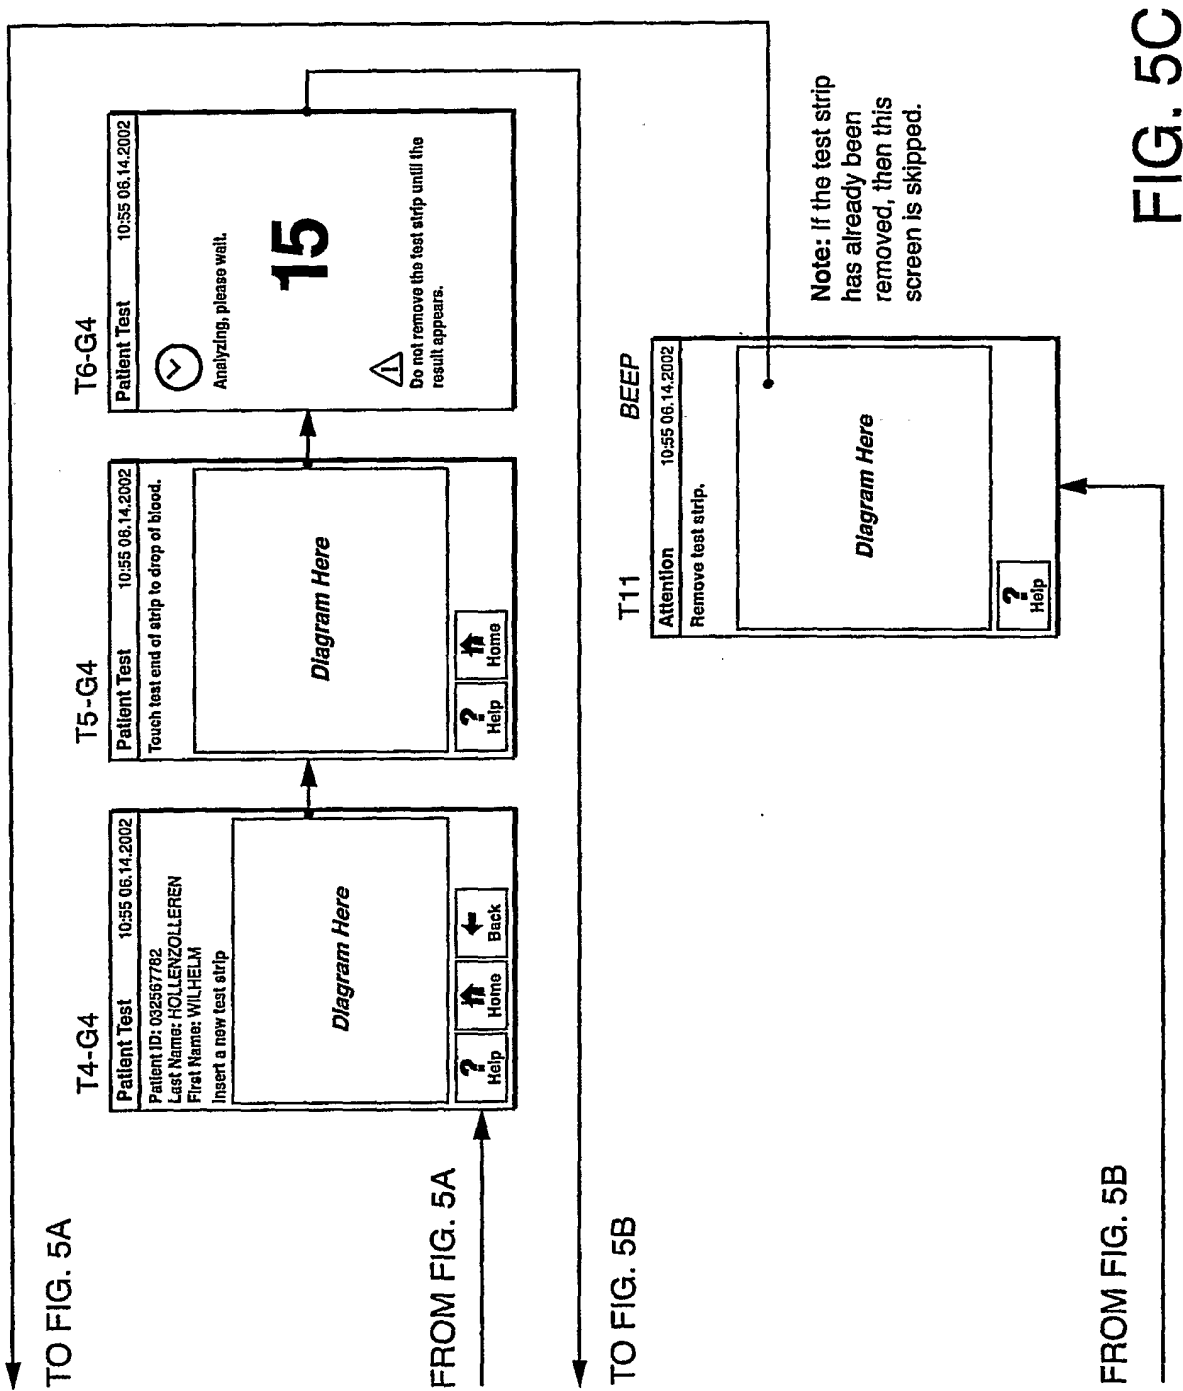 TO FIG. 5A
T4-G4
Patient Test 10:55 06.14.2002
Patient ID: 032567782
Last Name: HOLLENZOLLEREN
First Name: WILHELM
Insert a new test strip
Diagram Here
?
Help
Home
Back
T5-G4
Patient Test 10:55 06.14.2002
Touch test end of strip to drop of blood.
Diagram Here
?
Help
Home
T6-G4
Patient Test 10:55 06.14.2002
Analyzing, please wait.
15
!
Do not remove the test strip until the
result appears.
FROM FIG. 5A
TO FIG. 5B
T11
BEEP
Attention 10:55 06.14.2002
Remove test strip.
Diagram Here
?
Help
Note: If the test strip
has already been
removed, then this
screen is skipped.
FROM FIG. 5B
FIG. 5C